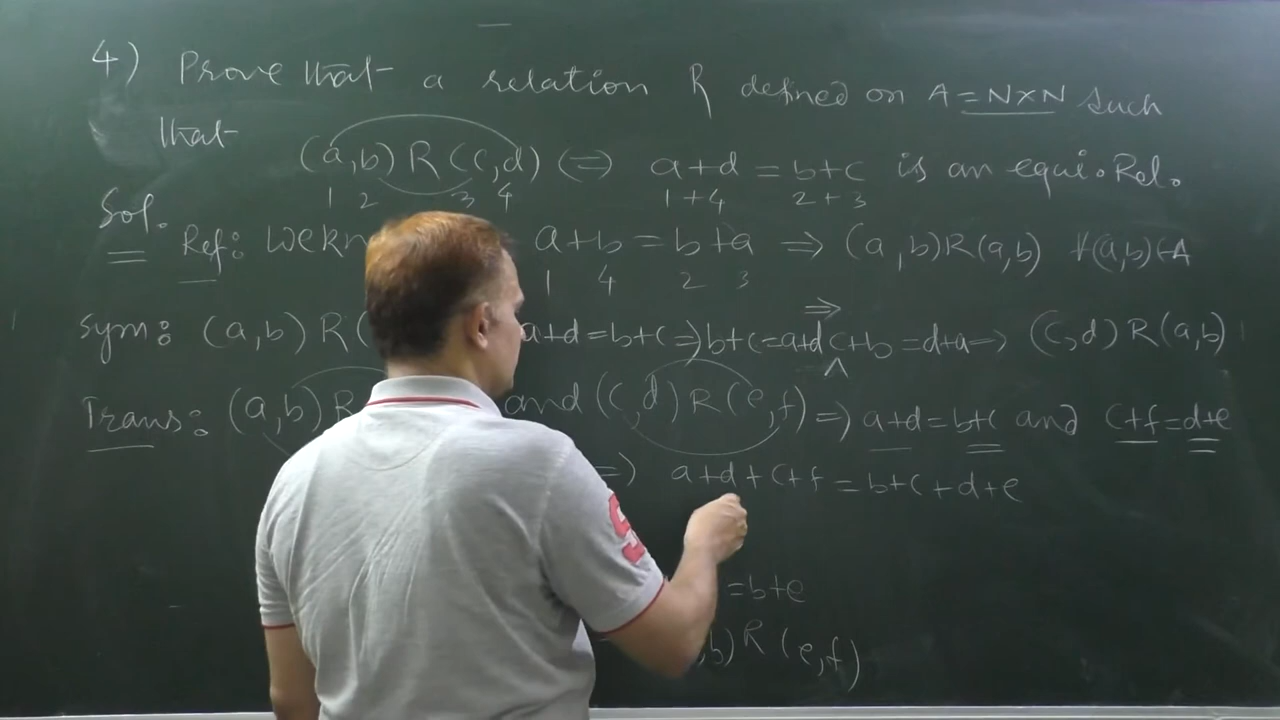 4) Prove that a relation R defined on A = N×N such
that (a,b) R (c,d) ⇔ a+d = b+c is an equi. Rel.
1 2 3 4 1+4 2+3
Sol.
Ref: We kn a+b = b+a ⇒ (a,b)R(a,b) ∀(a,b)∈A
1 4 2 3
⇒
Sym: (a,b) R ( a+d=b+c ⇒ b+c=a+d c+b=d+a ⇒ (c,d) R (a,b)
^
Trans: (a,b) R and (c,d) R (e,f) ⇒ a+d=b+c and c+f=d+e
⇒ a+d+c+f = b+c+d+e
= b+e
,b) R (e,f)